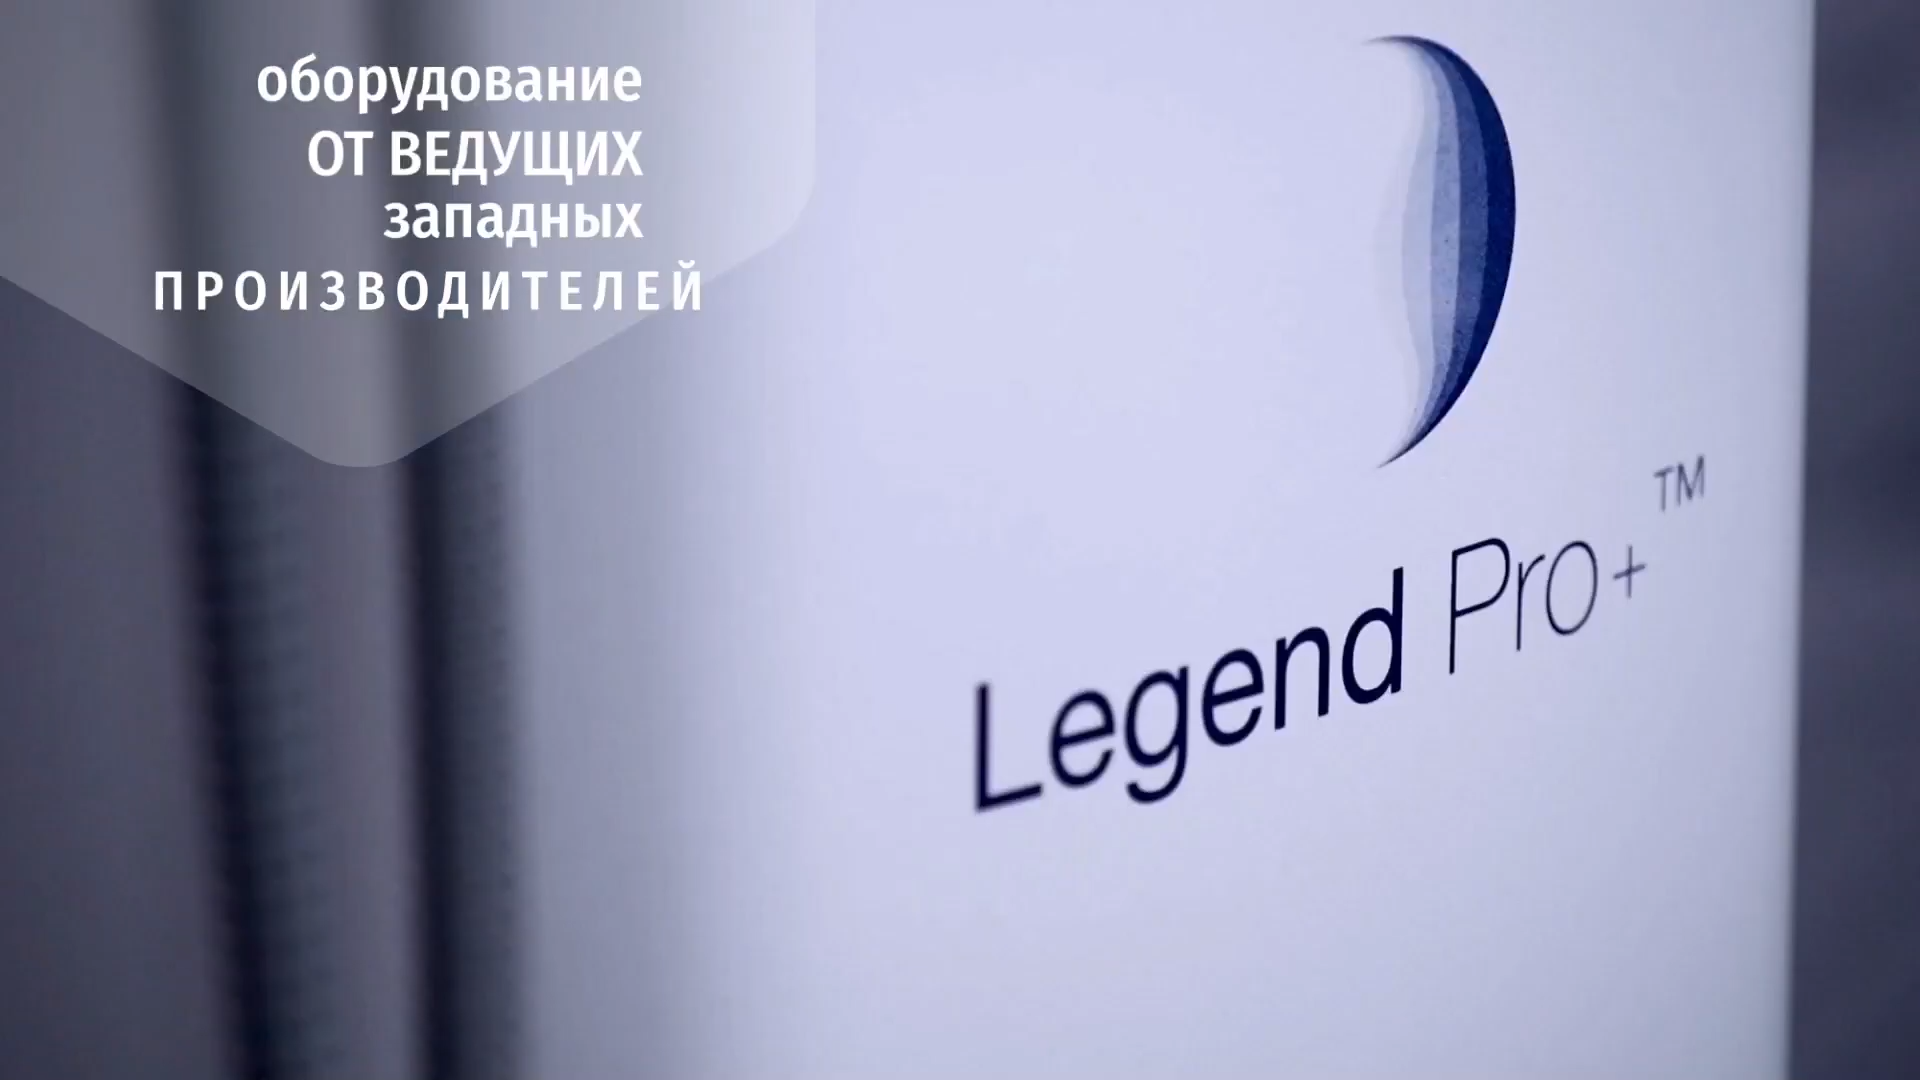 оборудование
ОТ ВЕДУЩИХ
западных
ПРОИЗВОДИТЕЛЕЙ
Legend Pro+™